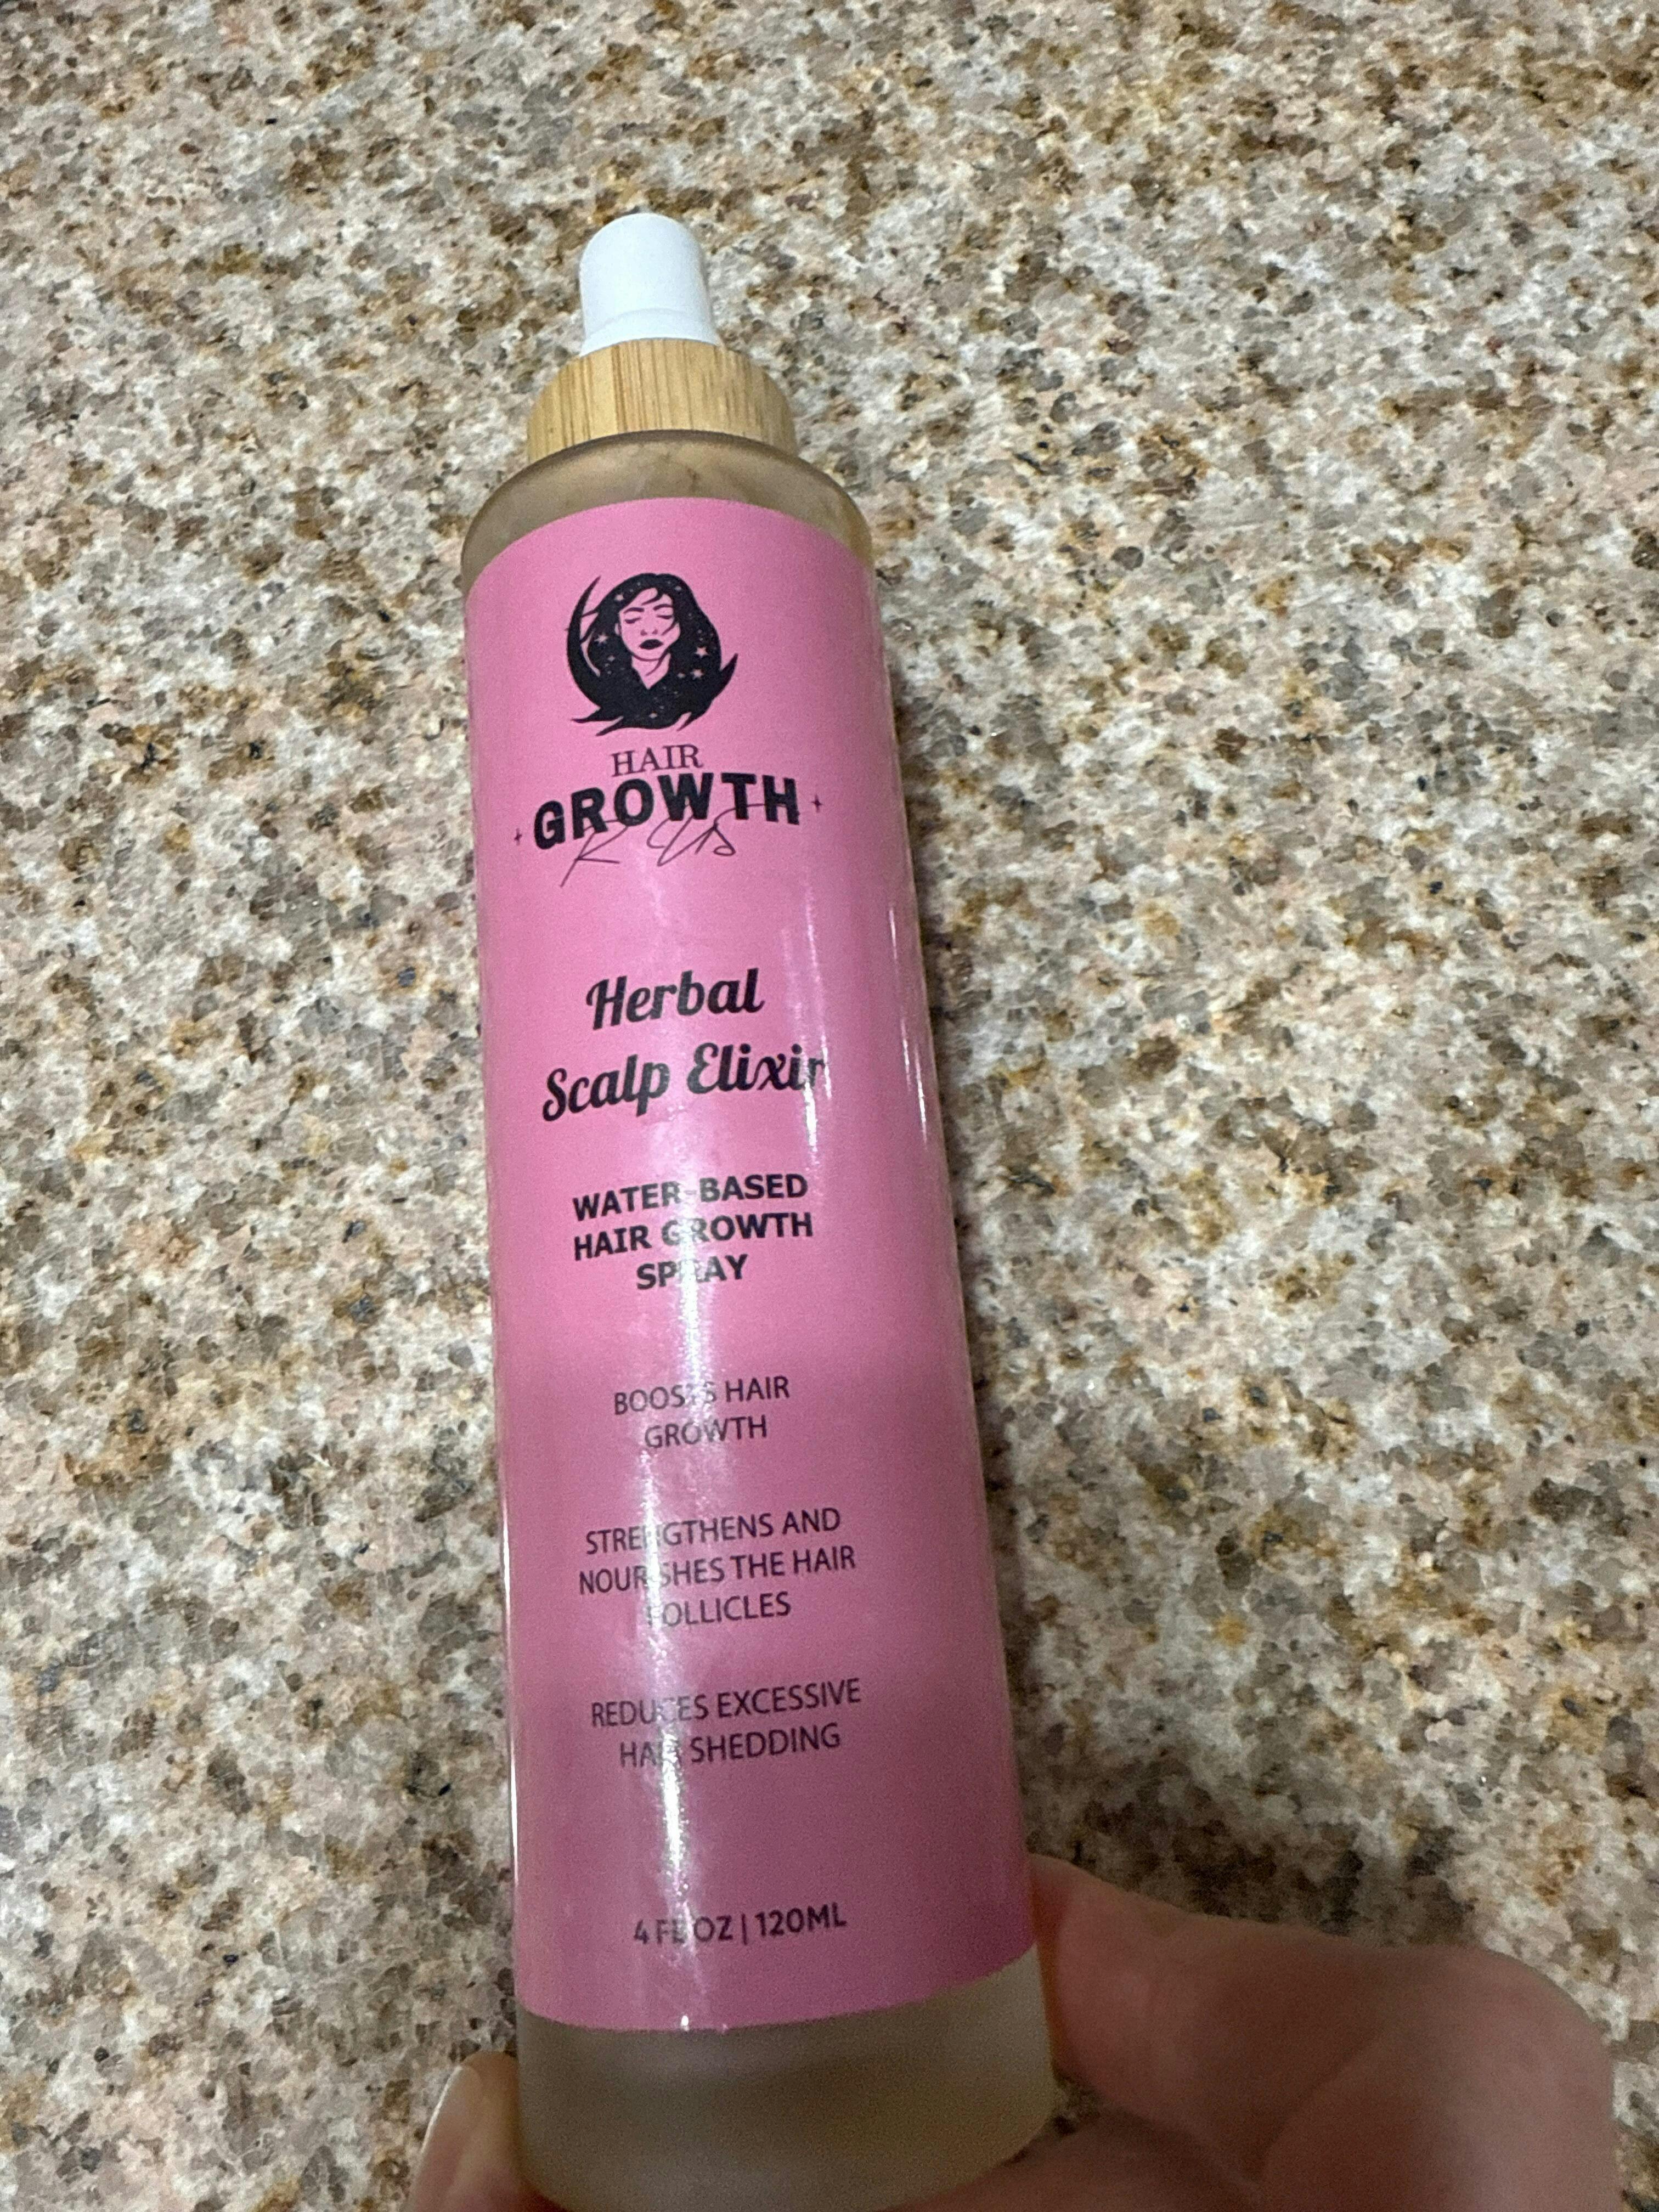 HAIR
GROWTH
R Us
Herbal
Scalp Elixir
WATER-BASED
HAIR GROWTH
SPRAY
BOOSTS HAIR
GROWTH
STRENGTHENS AND
NOURISHES THE HAIR
FOLLICLES
REDUCES EXCESSIVE
HAIR SHEDDING
4 FL OZ | 120ML